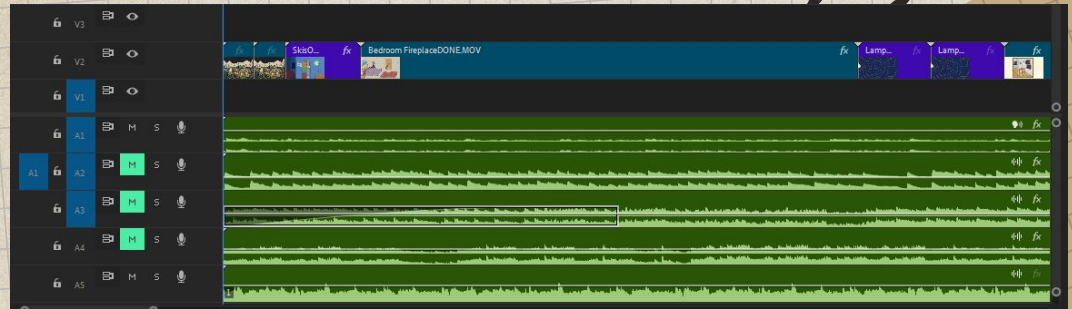 V3
V2 fx fx SkisO... fx Bedroom FireplaceDONE.MOV fx Lamp... fx Lamp... fx fx
V1
A1 M S fx
A1 A2 M S fx
A3 M S fx
A4 M S fx
A5 M S fx
1